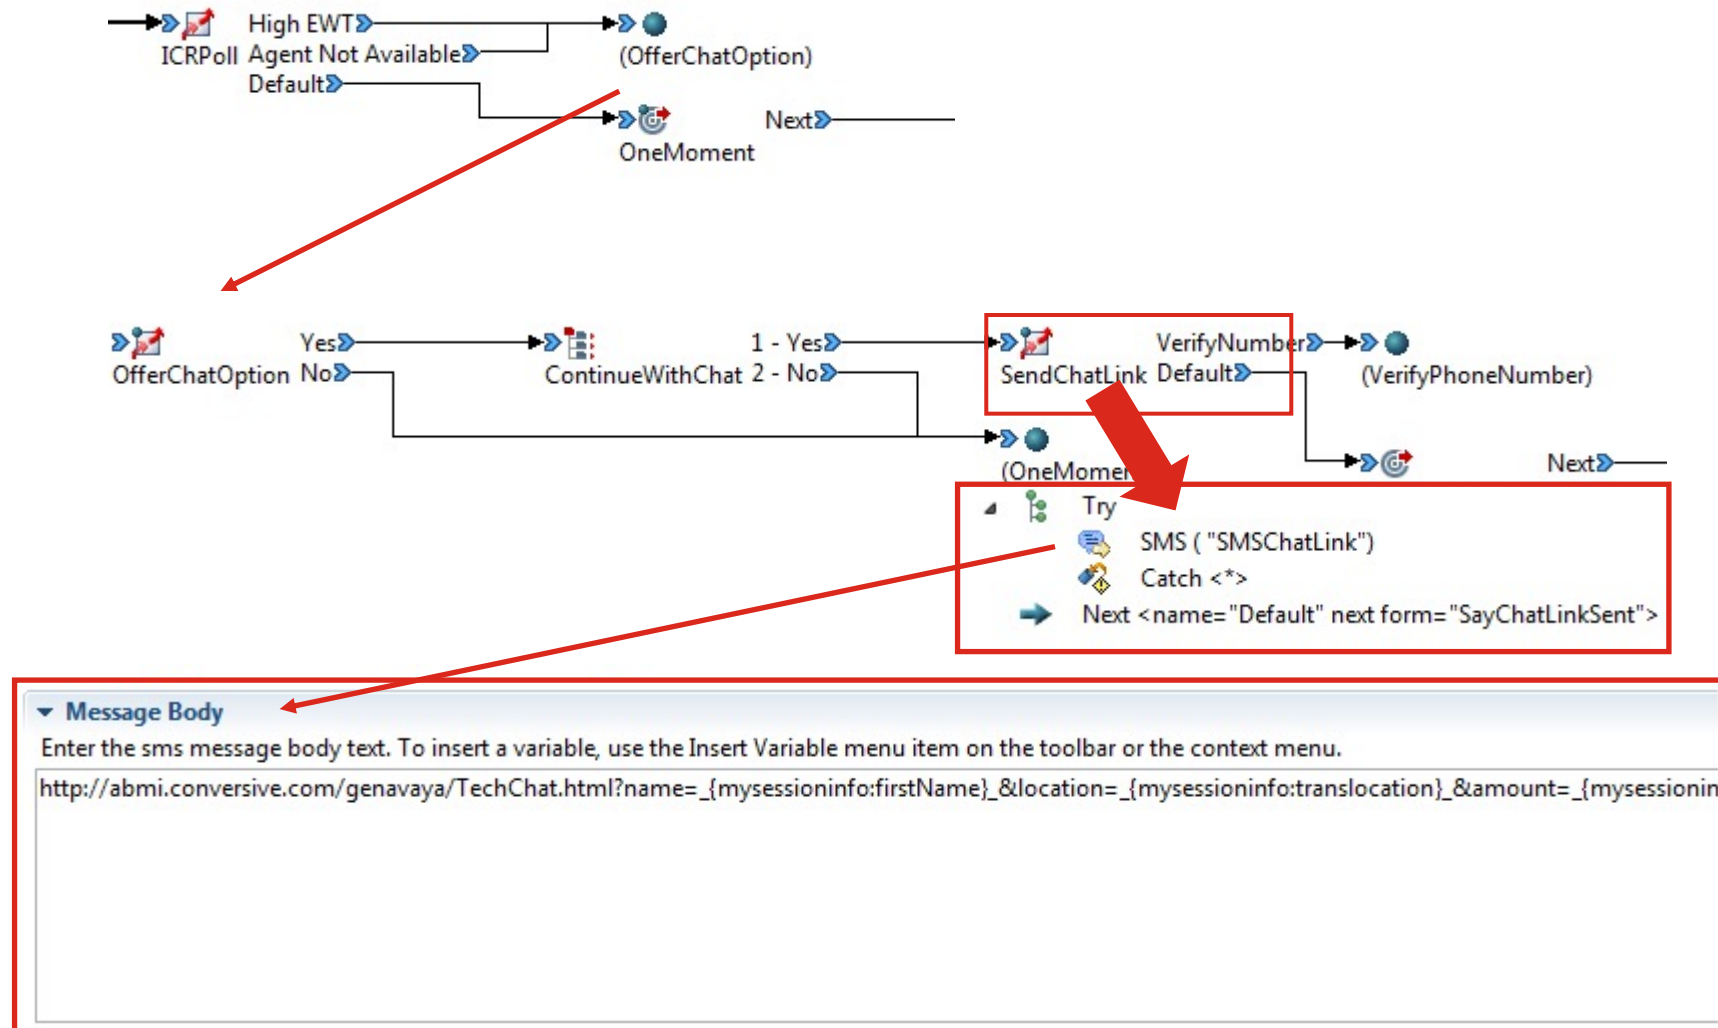 High EWT
ICRPoll Agent Not Available
(OfferChatOption)
Default
Next
OneMoment
Yes
1 - Yes
VerifyNumber
OfferChatOption No
ContinueWithChat 2 - No
SendChatLink Default
(VerifyPhoneNumber)
(OneMomen
Next
Try
SMS ( "SMSChatLink")
Catch <*>
Next <name="Default" next form="SayChatLinkSent">
Message Body
Enter the sms message body text. To insert a variable, use the Insert Variable menu item on the toolbar or the context menu.
http://abmi.conversive.com/genavaya/TechChat.html?name=_{mysessioninfo:firstName}_&location=_{mysessioninfo:translocation}_&amount=_{mysessionin